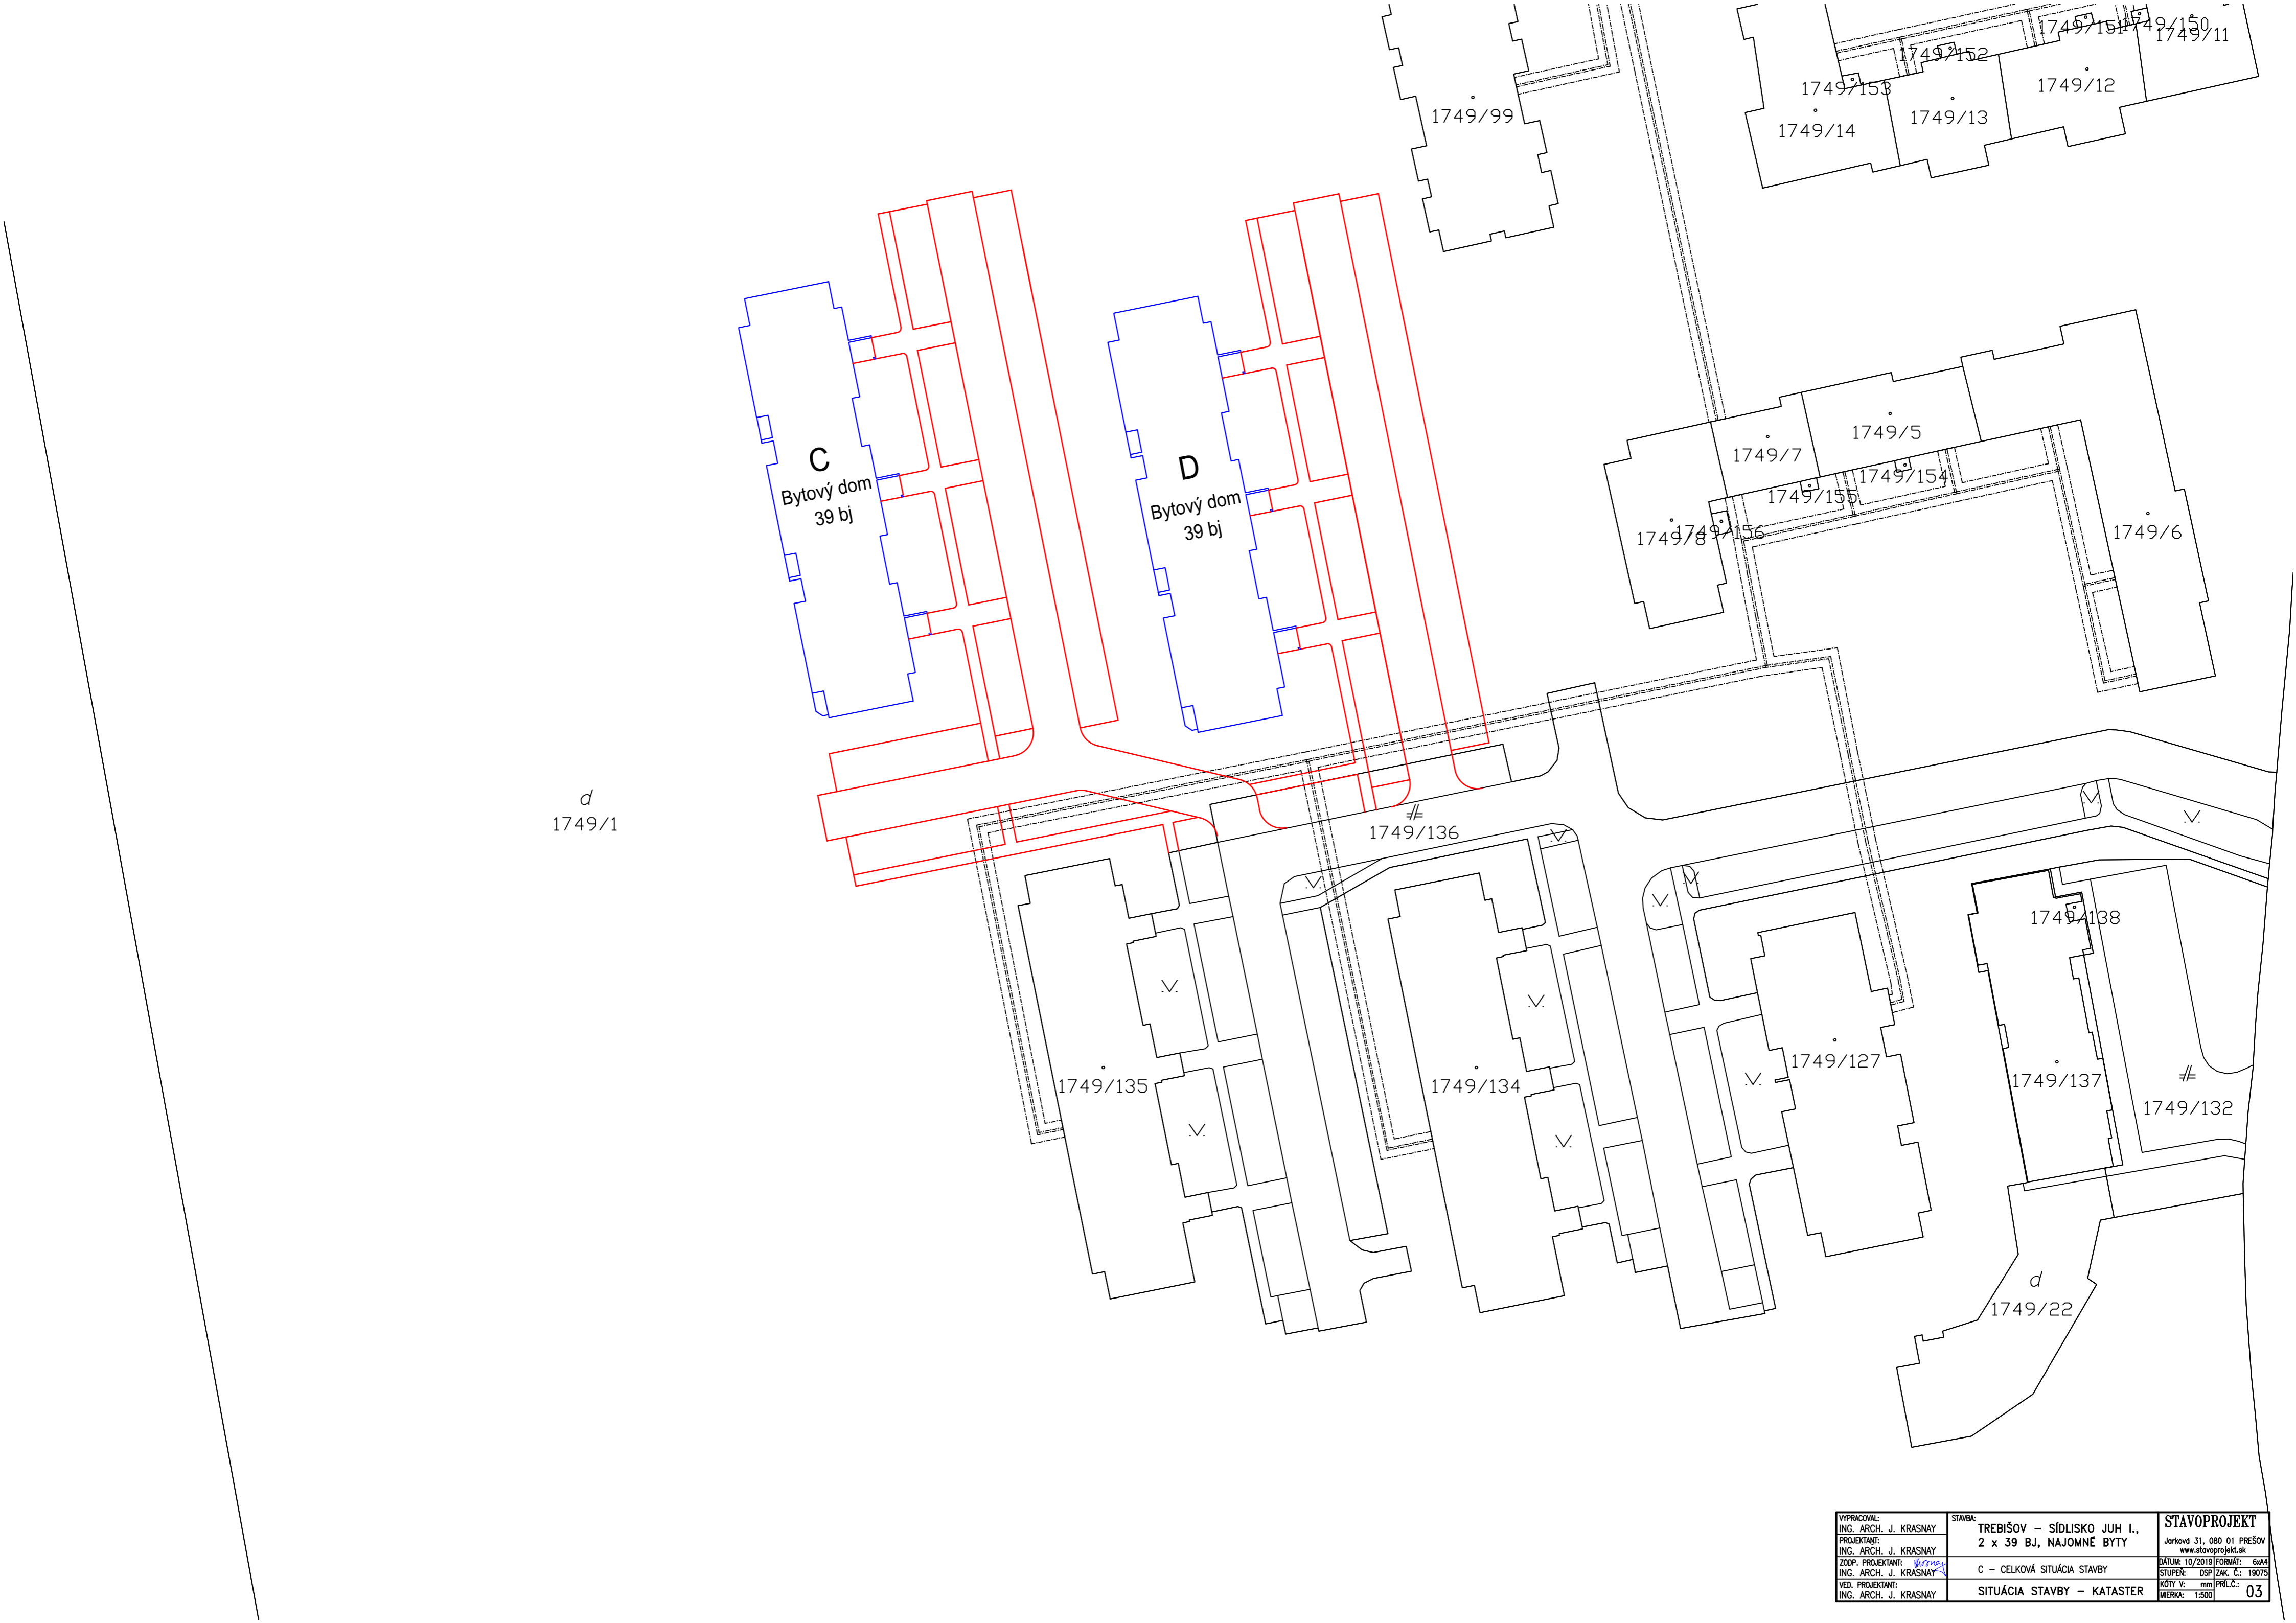 1749/151
1749/150
1749/11
1749/152
1749/153
1749/12
1749/99
1749/14
1749/13
1749/5
1749/7
C
Bytový dom
39 bj
D
Bytový dom
39 bj
1749/154
1749/155
1749/156
1749/8
1749/6
d
1749/1
1749/136
1749/138
1749/135
1749/134
1749/127
1749/137
1749/132
d
1749/22
VYPRACOVAL:
ING. ARCH. J. KRASNAY
PROJEKTANT:
ING. ARCH. J. KRASNAY
ZODP. PROJEKTANT:
ING. ARCH. J. KRASNAY
VED. PROJEKTANT:
ING. ARCH. J. KRASNAY
STAVBA:
TREBIŠOV – SÍDLISKO JUH I.,
2 x 39 BJ, NAJOMNÉ BYTY
C – CELKOVÁ SITUÁCIA STAVBY
SITUÁCIA STAVBY – KATASTER
STAVOPROJEKT
Jarková 31, 080 01 PREŠOV
www.stavoprojekt.sk
DÁTUM: 10/2019 FORMÁT: 6xA4
STUPEŇ: DSP ZAK. Č.: 19075
KÓTY V: mm PRÍL.Č.: 03
MIERKA: 1:500